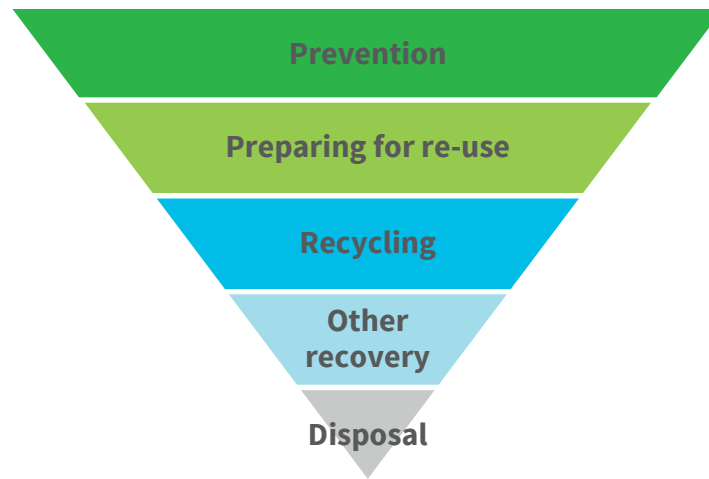 Prevention
Preparing for re-use
Recycling
Other
recovery
Disposal